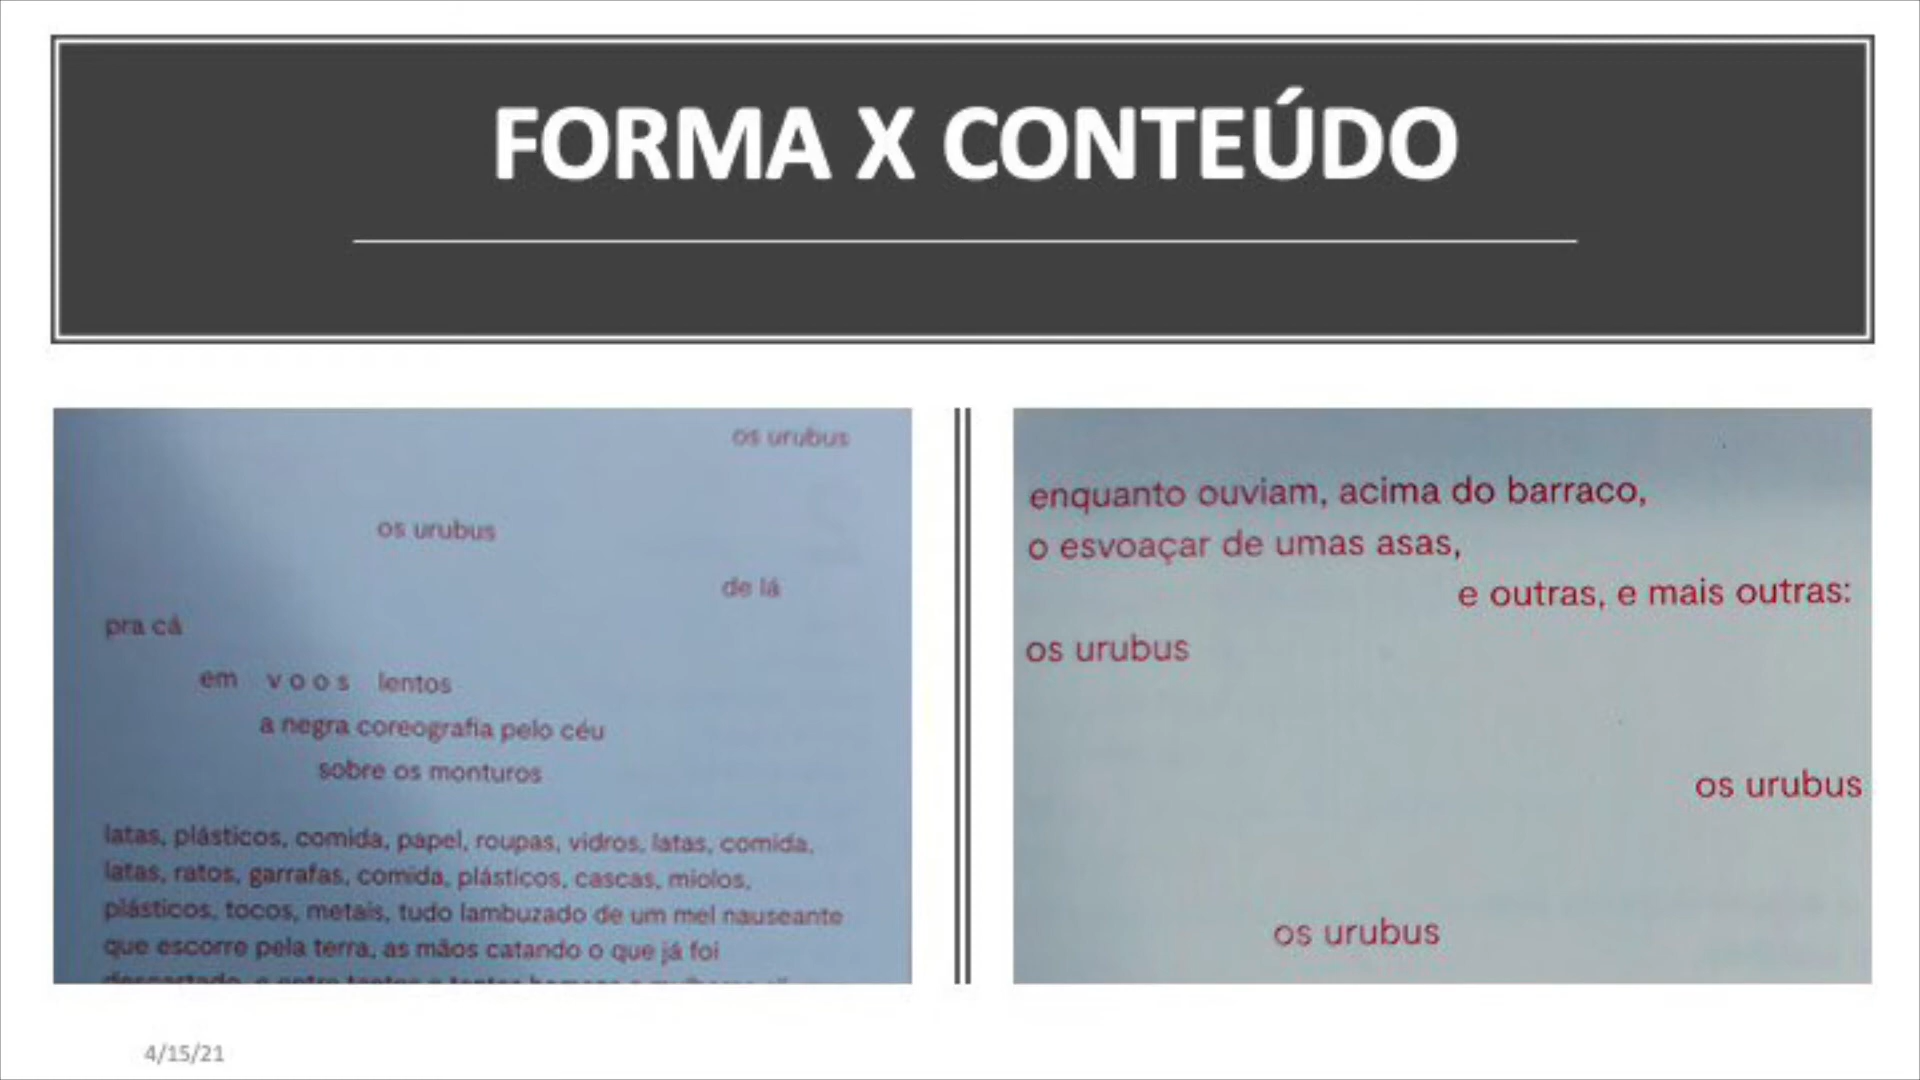 FORMA X CONTEÚDO
os urubus
os urubus
de lá
pra cá
em v o o s lentos
a negra coreografia pelo céu
sobre os monturos
latas, plásticos, comida, papel, roupas, vidros, latas, comida,
latas, ratos, garrafas, comida, plásticos, cascas, miolos,
plásticos, tocos, metais, tudo lambuzado de um mel nauseante
que escorre pela terra, as mãos catando o que já foi
enquanto ouviam, acima do barraco,
o esvoaçar de umas asas,
e outras, e mais outras:
os urubus
os urubus
os urubus
4/15/21